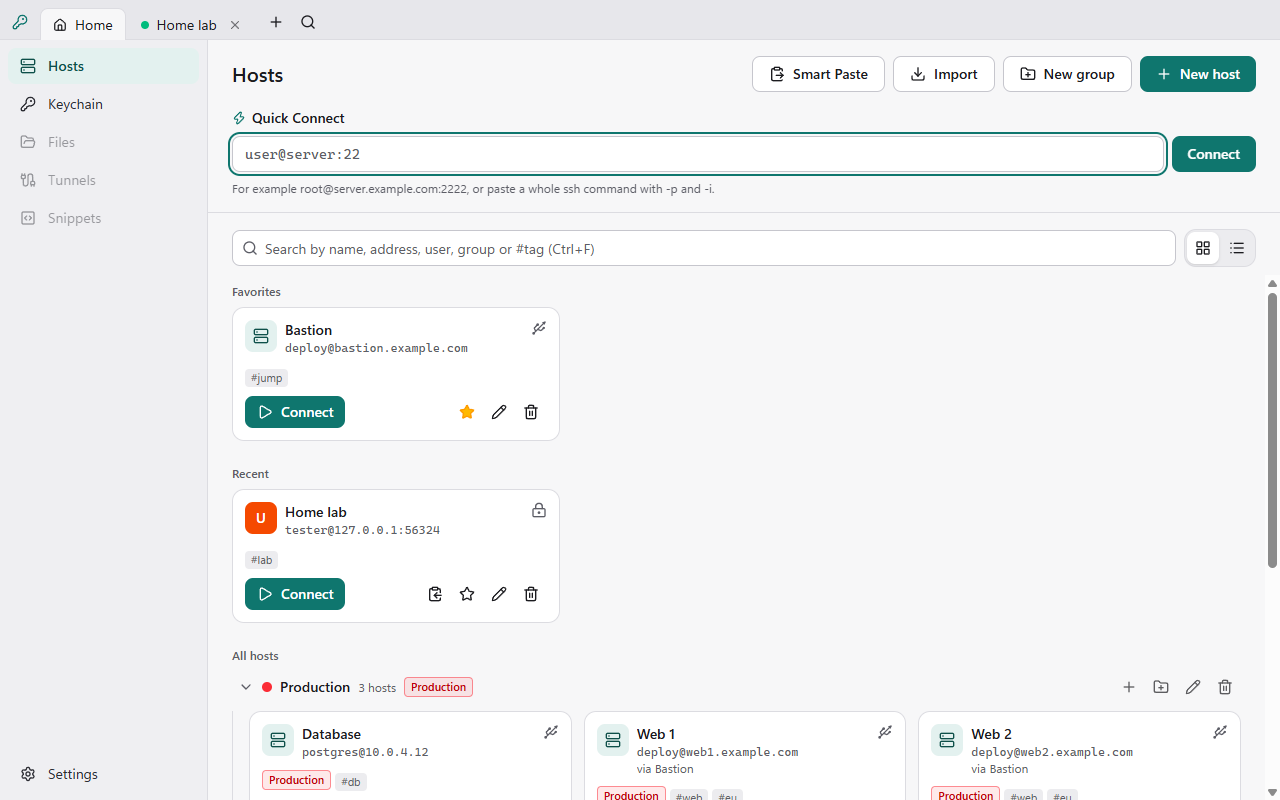 Home
Home lab
Hosts
Keychain
Files
Tunnels
Snippets
Settings
Hosts
Smart Paste
Import
New group
New host
Quick Connect
user@server:22
Connect
For example root@server.example.com:2222, or paste a whole ssh command with -p and -i.
Search by name, address, user, group or #tag (Ctrl+F)
Favorites
Bastion
deploy@bastion.example.com
#jump
Connect
Recent
U
Home lab
tester@127.0.0.1:56324
#lab
Connect
All hosts
Production 3 hosts Production
Database
postgres@10.0.4.12
Production #db
Web 1
deploy@web1.example.com
via Bastion
Production #web #eu
Web 2
deploy@web2.example.com
via Bastion
Production #web #eu